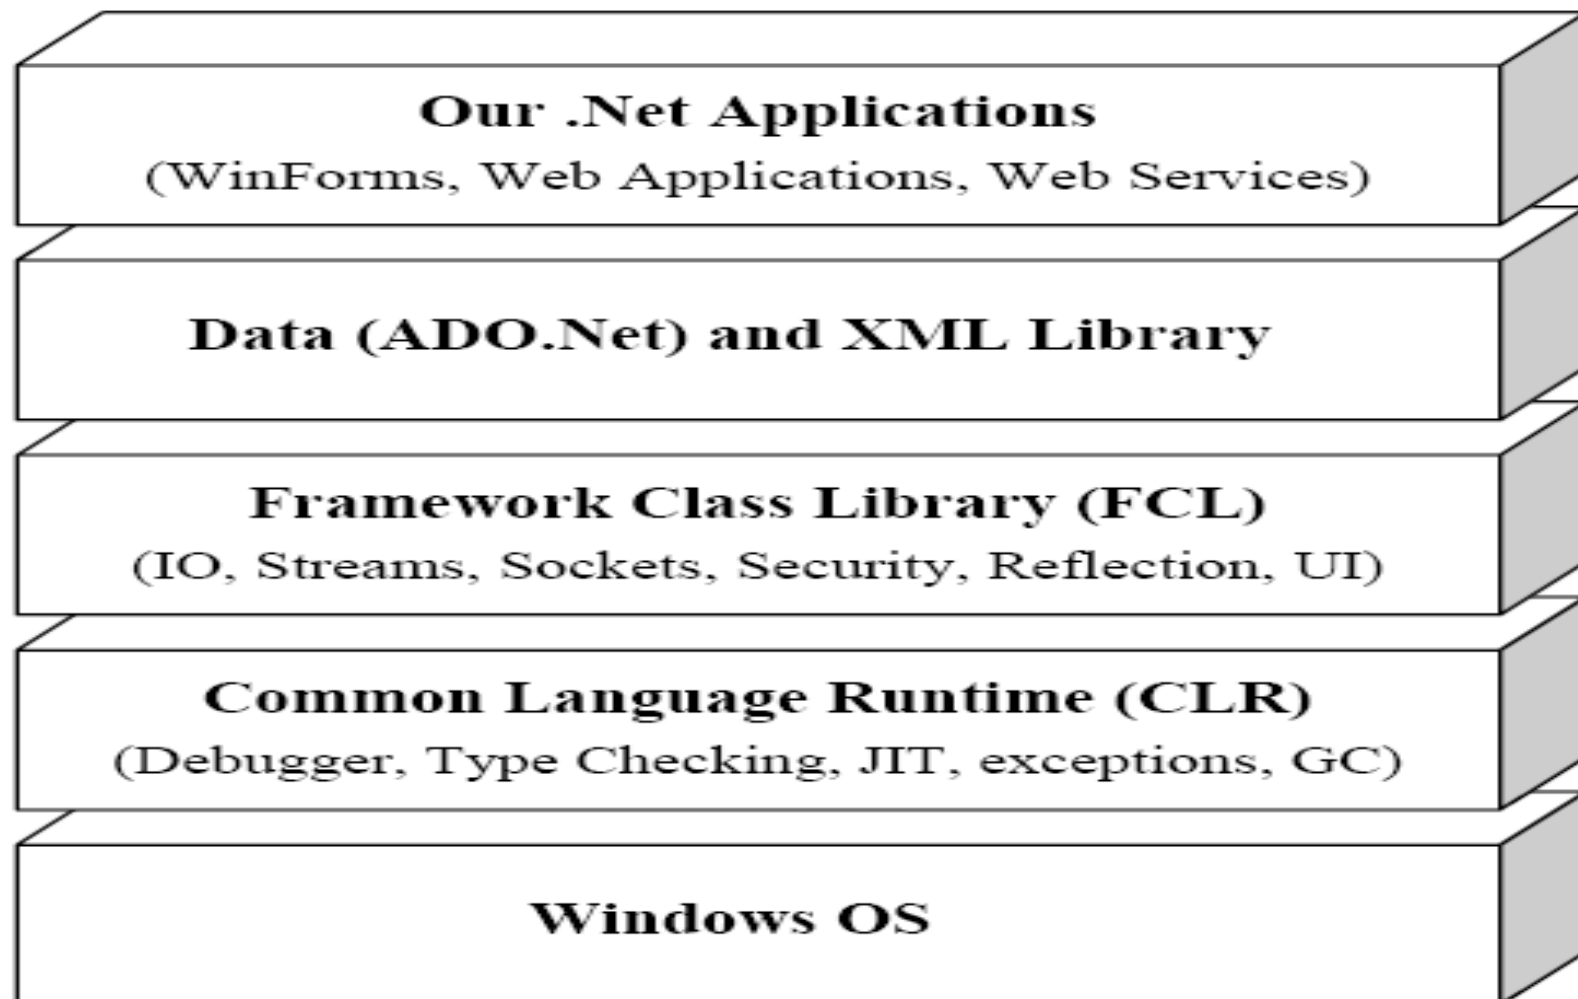 Our .Net Applications
(WinForms, Web Applications, Web Services)
Data (ADO.Net) and XML Library
Framework Class Library (FCL)
(IO, Streams, Sockets, Security, Reflection, UI)
Common Language Runtime (CLR)
(Debugger, Type Checking, JIT, exceptions, GC)
Windows OS